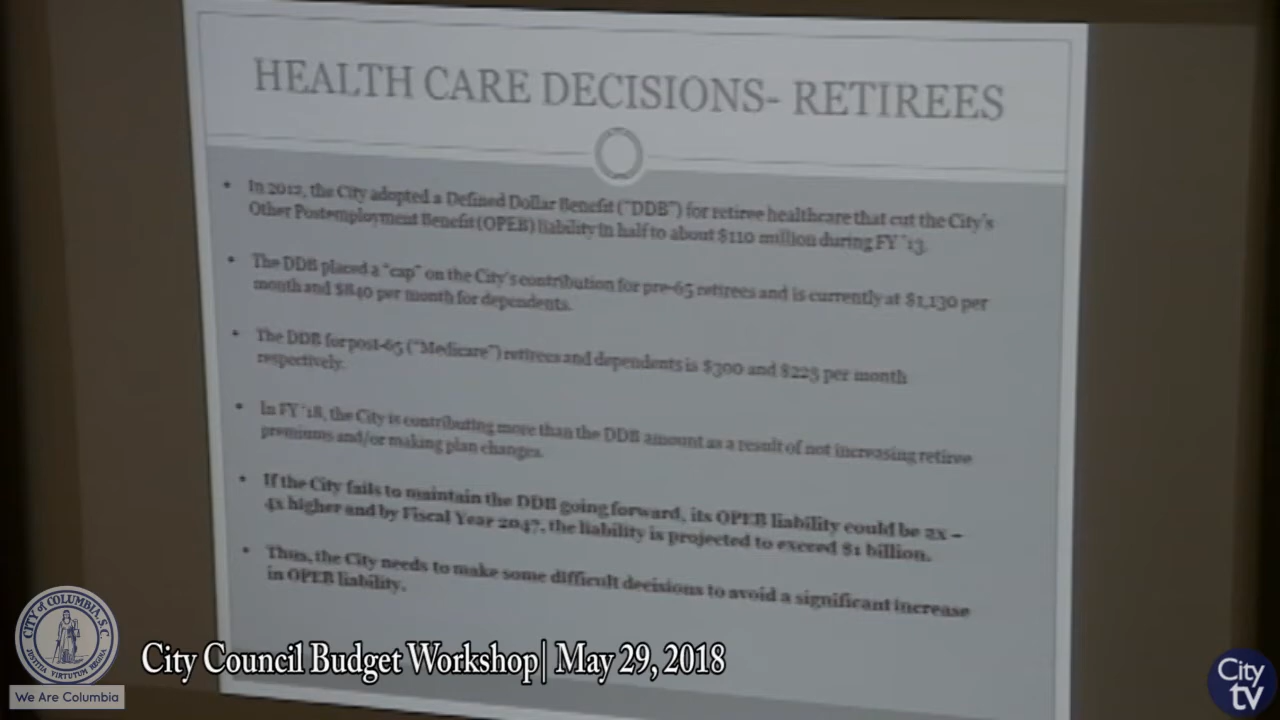 HEALTH CARE DECISIONS- RETIREES
• In 2012, the City adopted a Defined Dollar Benefit ("DDB") for retiree healthcare that cut the City's
Other Postemployment Benefit (OPEB) liability in half to about $110 million during FY '13.
• The DDB placed a "cap" on the City's contribution for pre-65 retirees and is currently at $1,130 per
month and $840 per month for dependents.
• The DDB for post-65 ("Medicare") retirees and dependents is $300 and $225 per month
respectively.
• In FY '18, the City is contributing more than the DDB amount as a result of not increasing retiree
premiums and/or making plan changes.
• If the City fails to maintain the DDB going forward, its OPEB liability could be 2x –
4x higher and by Fiscal Year 2047, the liability is projected to exceed $1 billion.
• Thus, the City needs to make some difficult decisions to avoid a significant increase
in OPEB liability.
CITY of COLUMBIA, S.C.
JUSTITIA VIRTUTUM REGINA
We Are Columbia
City Council Budget Workshop| May 29, 2018
City
tv